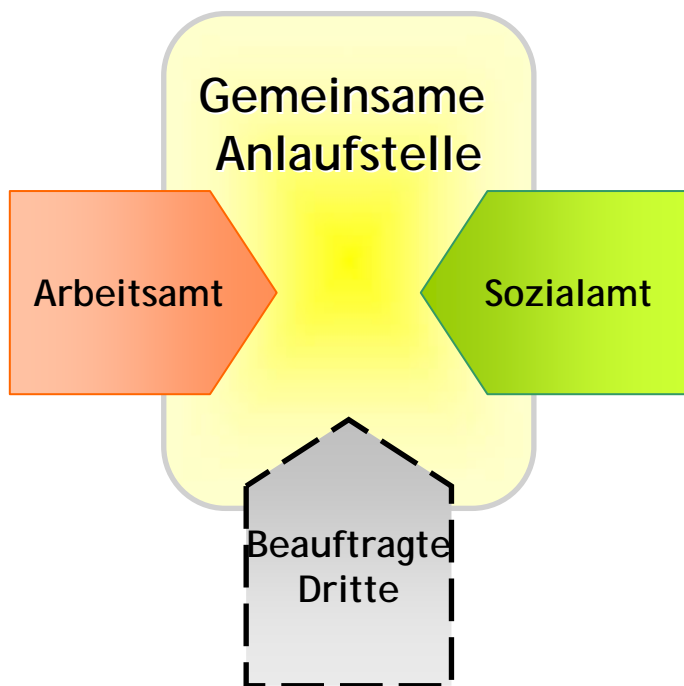 Gemeinsame
Anlaufstelle
Arbeitsamt
Sozialamt
Beauftragte
Dritte